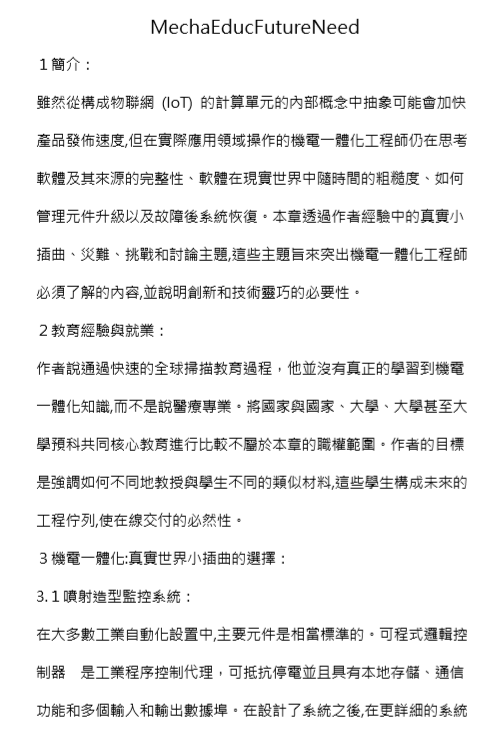 MechaEducFutureNeed
１簡介：
雖然從構成物聯網 (IoT) 的計算單元的內部概念中抽象可能會加快
產品發佈速度,但在實際應用領域操作的機電一體化工程師仍在思考
軟體及其來源的完整性、軟體在現實世界中隨時間的粗糙度、如何
管理元件升級以及故障後系統恢復。本章透過作者經驗中的真實小
插曲、災難、挑戰和討論主題,這些主題旨來突出機電一體化工程師
必須了解的內容,並說明創新和技術靈巧的必要性。
２教育經驗與就業：
作者說通過快速的全球掃描教育過程，他並沒有真正的學習到機電
一體化知識,而不是說醫療專業。將國家與國家、大學、大學甚至大
學預科共同核心教育進行比較不屬於本章的職權範圍。作者的目標
是強調如何不同地教授與學生不同的類似材料,這些學生構成未來的
工程佇列,使在線交付的必然性。
３機電一體化:真實世界小插曲的選擇：
3.１噴射造型監控系統：
在大多數工業自動化設置中,主要元件是相當標準的。可程式邏輯控
制器　是工業程序控制代理，可抵抗停電並且具有本地存儲、通信
功能和多個輸入和輸出數據埠。在設計了系統之後,在更詳細的系統